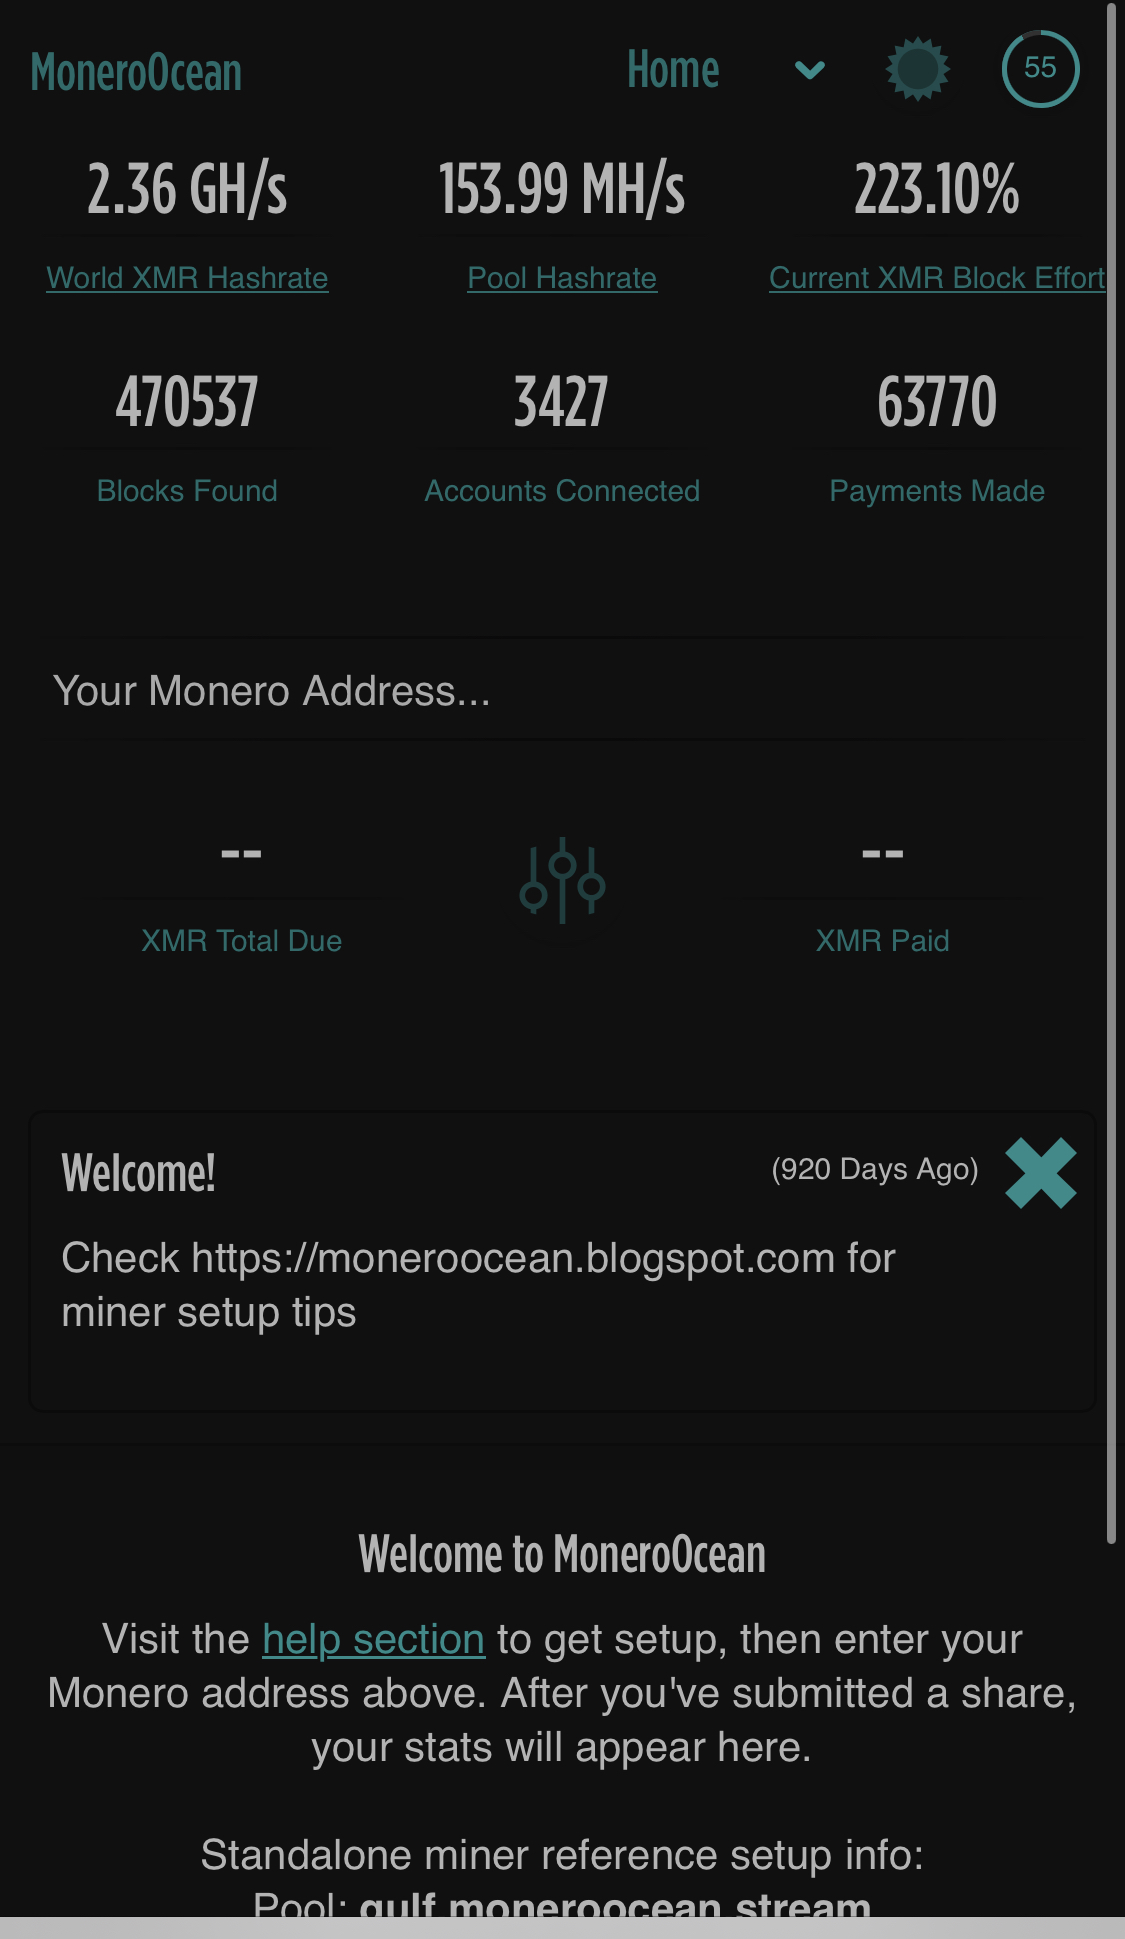 MoneroOcean
Home
55
2.36 GH/s
153.99 MH/s
223.10%
World XMR Hashrate
Pool Hashrate
Current XMR Block Effort
470537
3427
63770
Blocks Found
Accounts Connected
Payments Made
Your Monero Address...
--
--
XMR Total Due
XMR Paid
Welcome!
(920 Days Ago)
Check https://moneroocean.blogspot.com for
miner setup tips
Welcome to MoneroOcean
Visit the help section to get setup, then enter your
Monero address above. After you've submitted a share,
your stats will appear here.
Standalone miner reference setup info:
Pool: gulf.moneroocean.stream